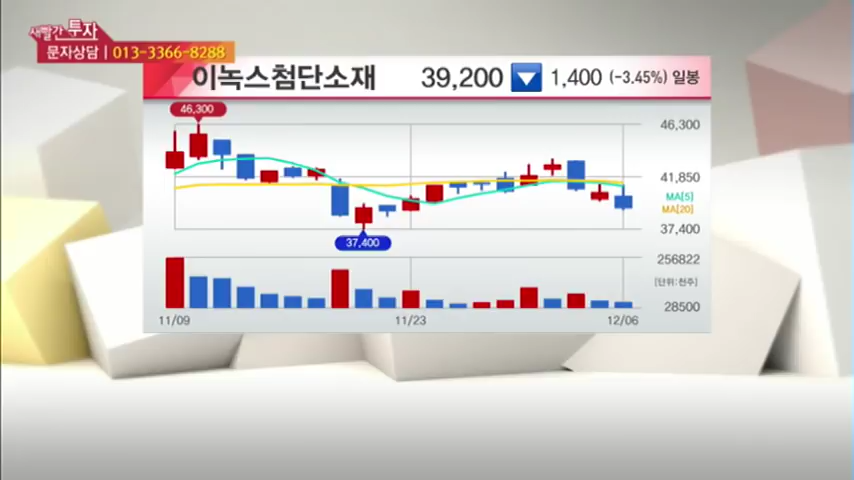 새빨간 투자
문자상담 | 013-3366-8288
이녹스첨단소재 39,200 ▼ 1,400 (-3.45%) 일봉
46,300
46,300
41,850
MA[5]
MA[20]
37,400
37,400
256822
[단위:천주]
28500
11/09 11/23 12/06